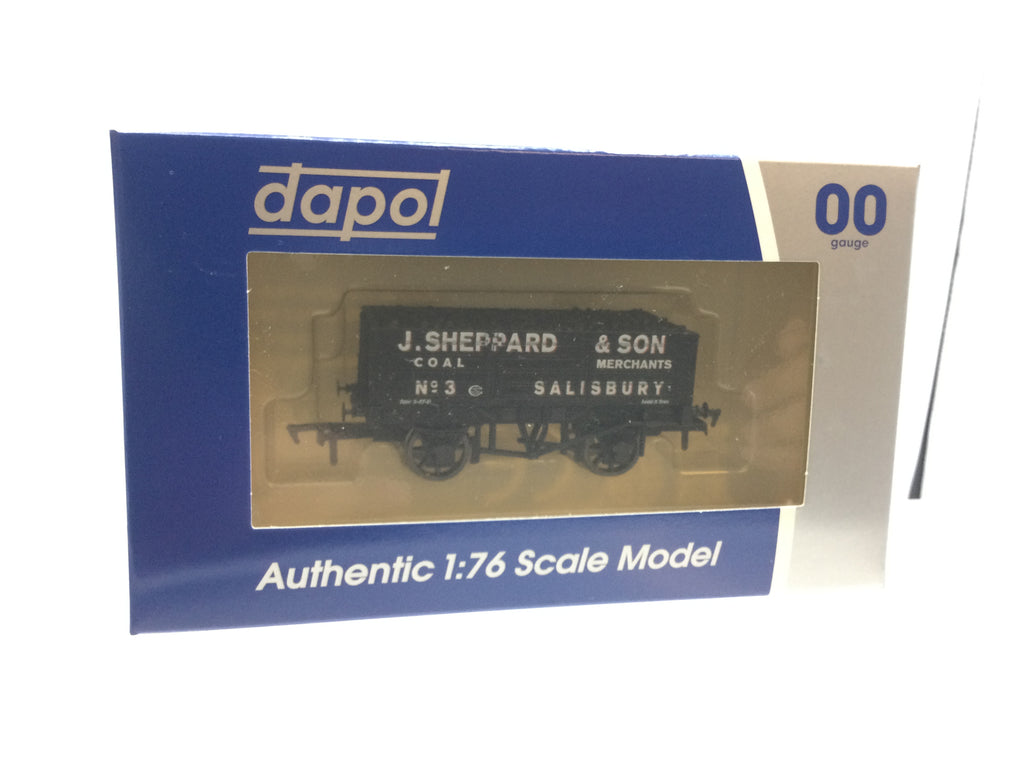 dapol
00
gauge
J. SHEPPARD & SON
COAL MERCHANTS
Nº 3 SALISBURY
Authentic 1:76 Scale Model